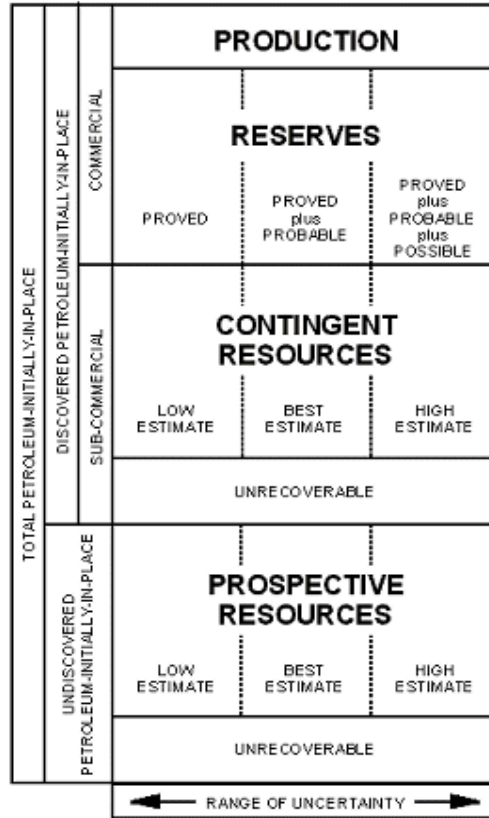 TOTAL PETROLEUM-INITIALLY-IN-PLACE
DISCOVERED PETROLEUM-INITIALLY-IN-PLACE
COMMERCIAL
PRODUCTION
RESERVES
PROVED
PROVED
plus
PROBABLE
PROVED
plus
PROBABLE
plus
POSSIBLE
SUB-COMMERCIAL
CONTINGENT
RESOURCES
LOW
ESTIMATE
BEST
ESTIMATE
HIGH
ESTIMATE
UNRECOVERABLE
UNDISCOVERED
PETROLEUM-INITIALLY-IN-PLACE
PROSPECTIVE
RESOURCES
LOW
ESTIMATE
BEST
ESTIMATE
HIGH
ESTIMATE
UNRECOVERABLE
RANGE OF UNCERTAINTY